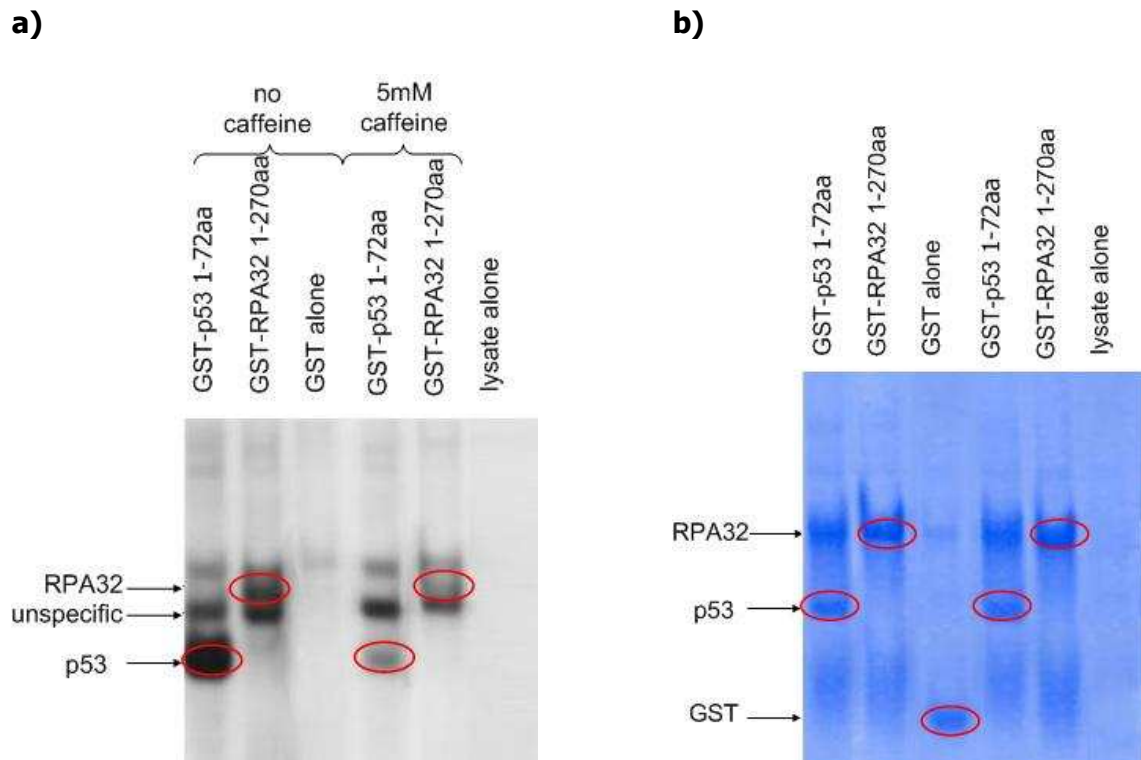 a)
no
caffeine
5mM
caffeine
GST-p53 1-72aa
GST-RPA32 1-270aa
GST alone
GST-p53 1-72aa
GST-RPA32 1-270aa
lysate alone
RPA32
unspecific
p53
b)
GST-p53 1-72aa
GST-RPA32 1-270aa
GST alone
GST-p53 1-72aa
GST-RPA32 1-270aa
lysate alone
RPA32
p53
GST